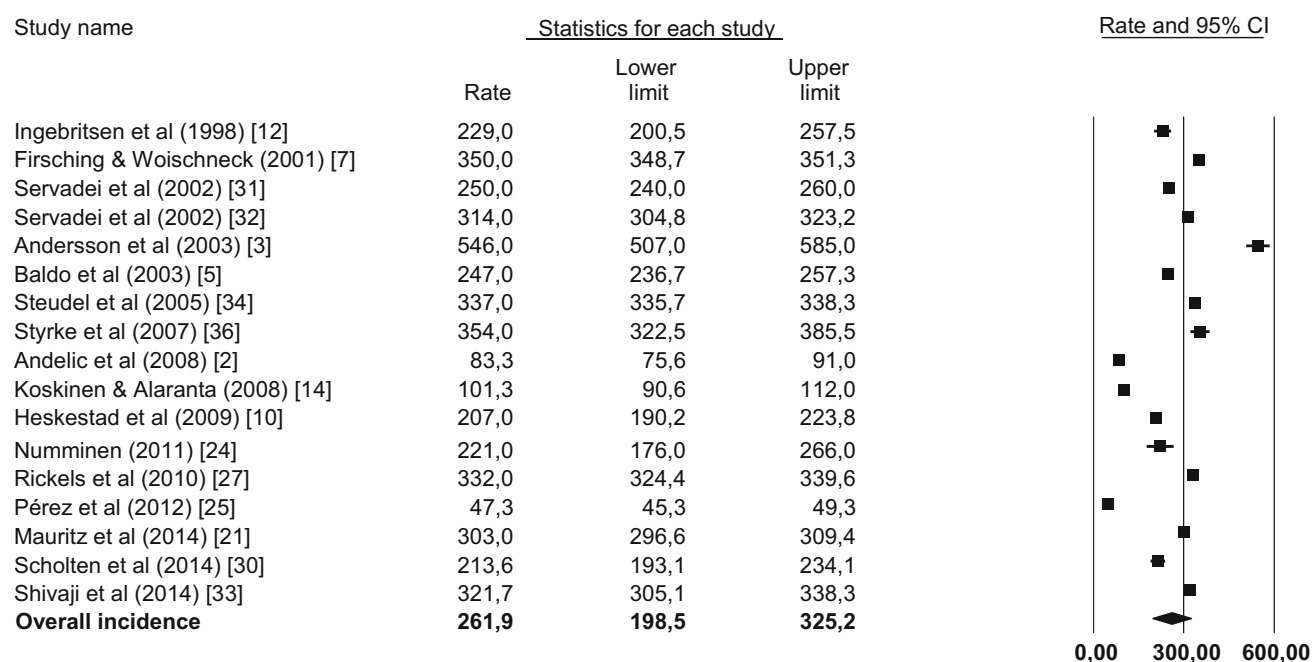 Study name Statistics for each study Rate and 95% CI
Rate Lower limit Upper limit
Ingebritsen et al (1998) [12] 229,0 200,5 257,5
Firsching & Woischneck (2001) [7] 350,0 348,7 351,3
Servadei et al (2002) [31] 250,0 240,0 260,0
Servadei et al (2002) [32] 314,0 304,8 323,2
Andersson et al (2003) [3] 546,0 507,0 585,0
Baldo et al (2003) [5] 247,0 236,7 257,3
Steudel et al (2005) [34] 337,0 335,7 338,3
Styrke et al (2007) [36] 354,0 322,5 385,5
Andelic et al (2008) [2] 83,3 75,6 91,0
Koskinen & Alaranta (2008) [14] 101,3 90,6 112,0
Heskestad et al (2009) [10] 207,0 190,2 223,8
Numminen (2011) [24] 221,0 176,0 266,0
Rickels et al (2010) [27] 332,0 324,4 339,6
Pérez et al (2012) [25] 47,3 45,3 49,3
Mauritz et al (2014) [21] 303,0 296,6 309,4
Scholten et al (2014) [30] 213,6 193,1 234,1
Shivaji et al (2014) [33] 321,7 305,1 338,3
Overall incidence 261,9 198,5 325,2
0,00 300,00 600,00